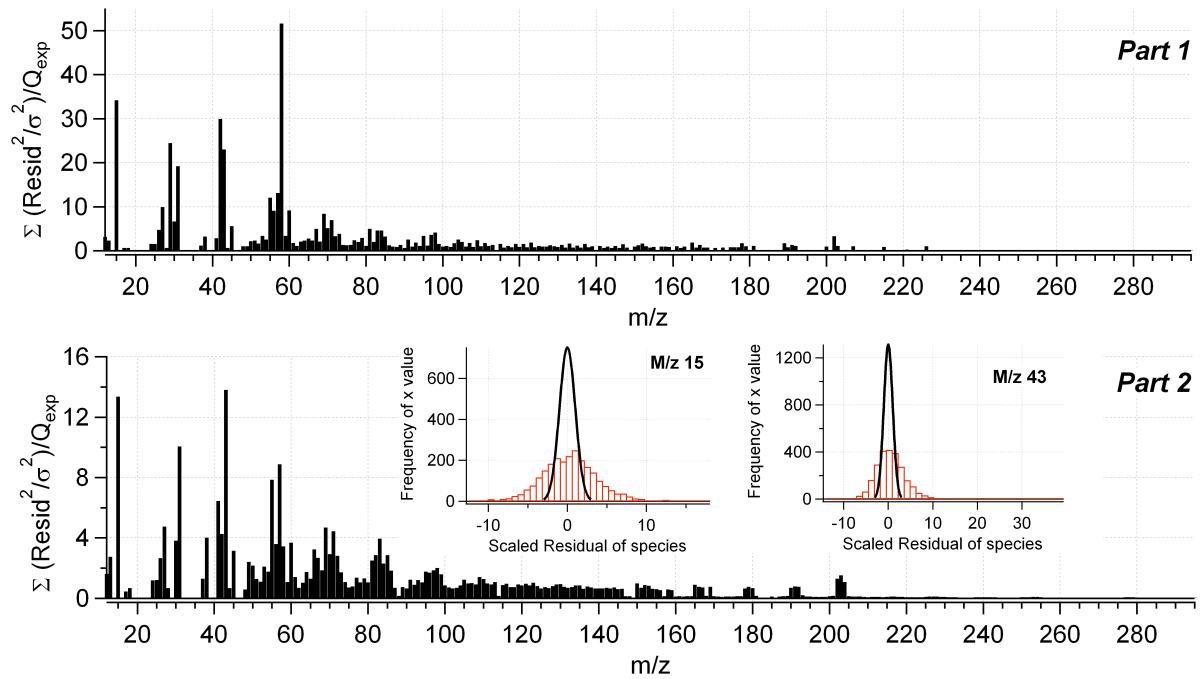 Part 1
Σ (Resid²/σ²)/Qexp
50
40
30
20
10
0
20 40 60 80 100 120 140 160 180 200 220 240 260 280
m/z
Part 2
Σ (Resid²/σ²)/Qexp
16
12
8
4
0
20 40 60 80 100 120 140 160 180 200 220 240 260 280
m/z
M/z 15
Frequency of x value
600
400
200
0
-10 0 10
Scaled Residual of species
M/z 43
Frequency of x value
1200
800
400
0
-10 0 10 20 30
Scaled Residual of species